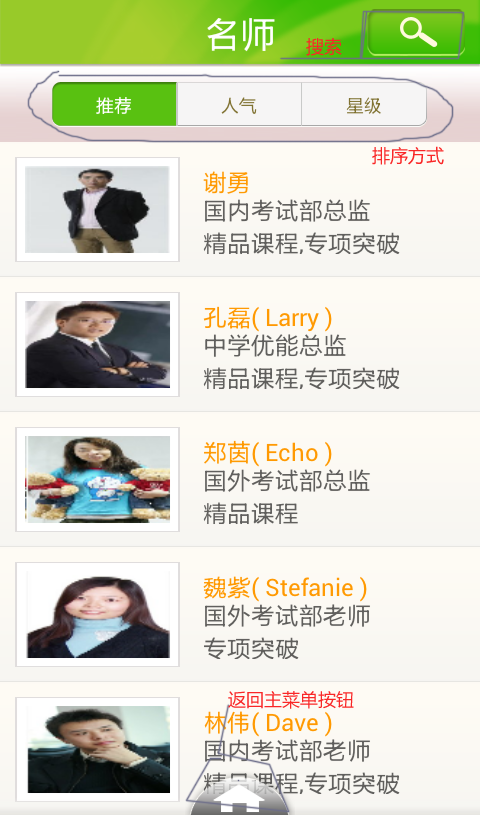 名师
搜索
推荐
人气
星级
排序方式
谢勇
国内考试部总监
精品课程,专项突破
孔磊( Larry )
中学优能总监
精品课程,专项突破
郑茵( Echo )
国外考试部总监
精品课程
魏紫( Stefanie )
国外考试部老师
专项突破
返回主菜单按钮
林伟( Dave )
国内考试部老师
精品课程,专项突破